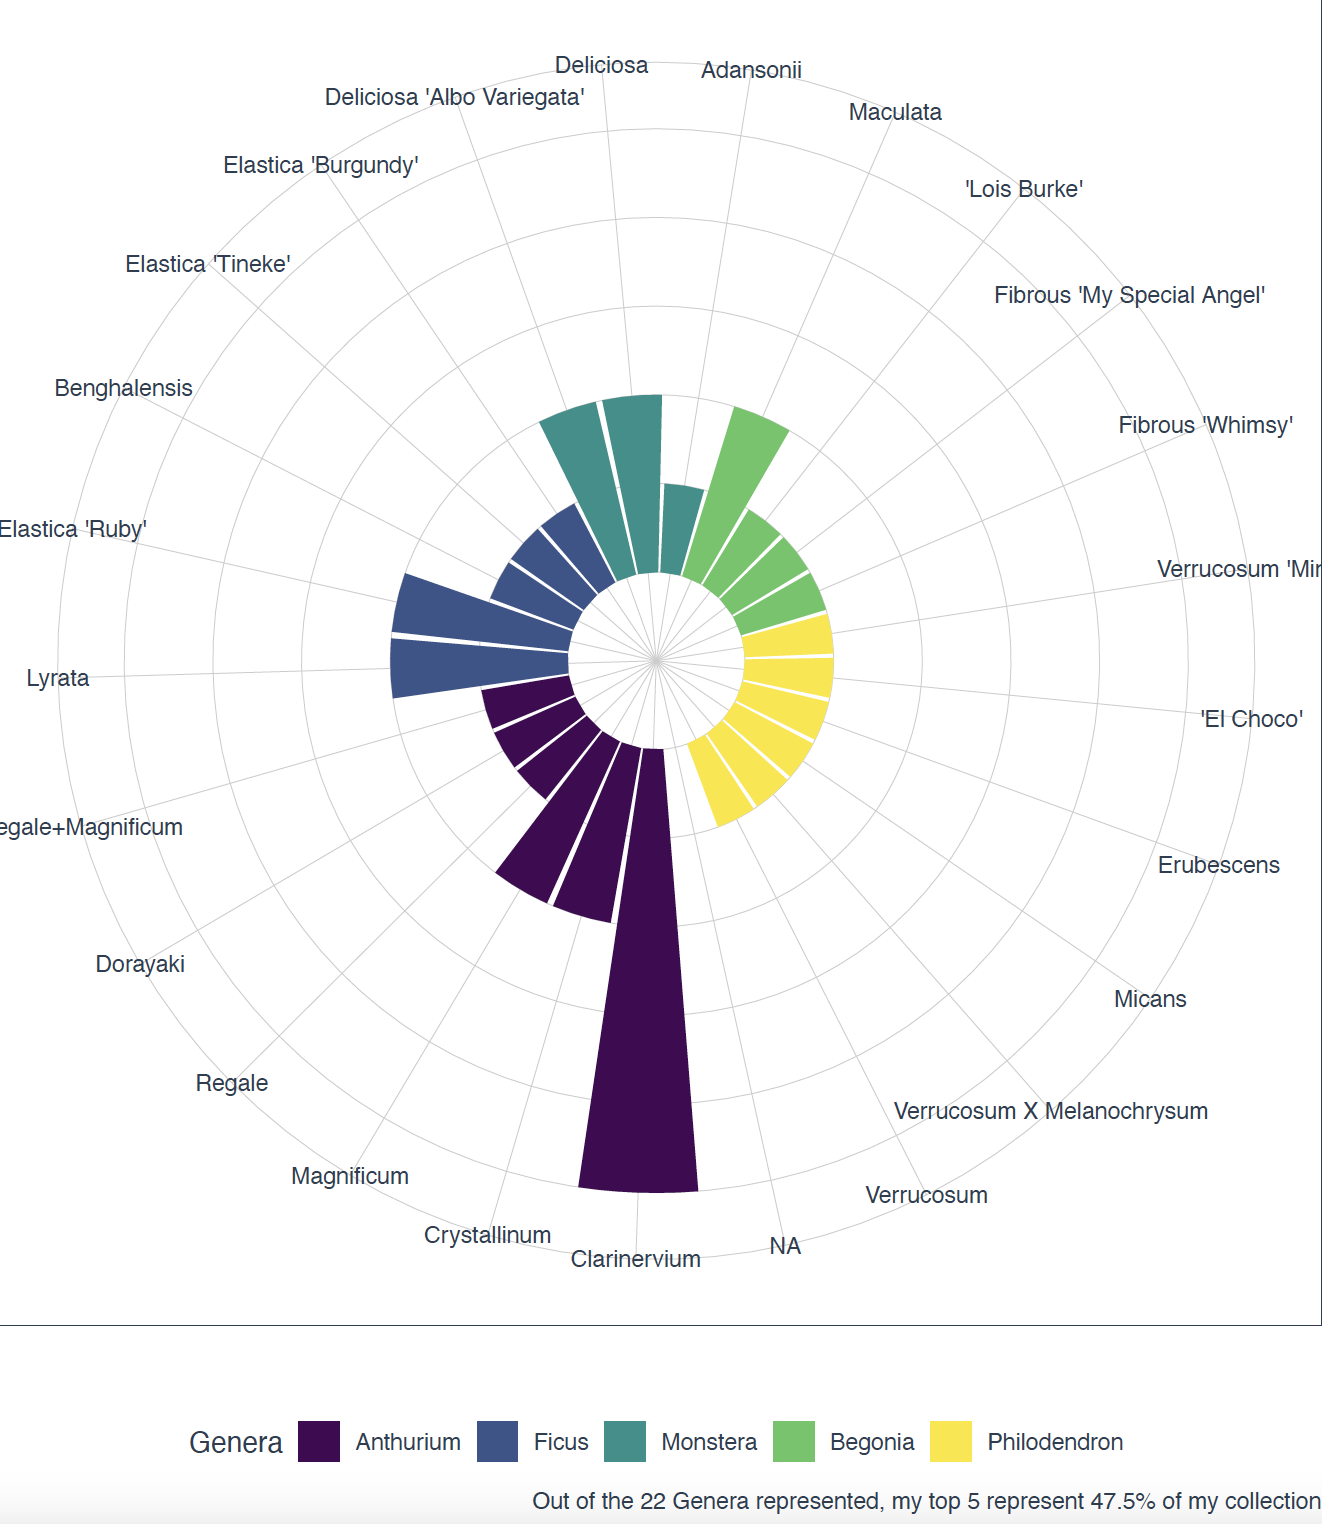 Deliciosa
Adansonii
Deliciosa 'Albo Variegata'
Maculata
Elastica 'Burgundy'
'Lois Burke'
Elastica 'Tineke'
Fibrous 'My Special Angel'
Benghalensis
Fibrous 'Whimsy'
Elastica 'Ruby'
Verrucosum
Lyrata
'El Choco'
egale+Magnificum
Erubescens
Dorayaki
Micans
Regale
Verrucosum X Melanochrysum
Magnificum
Verrucosum
Crystallinum
NA
Clarinervium
Genera Anthurium Ficus Monstera Begonia Philodendron
Out of the 22 Genera represented, my top 5 represent 47.5% of my collection